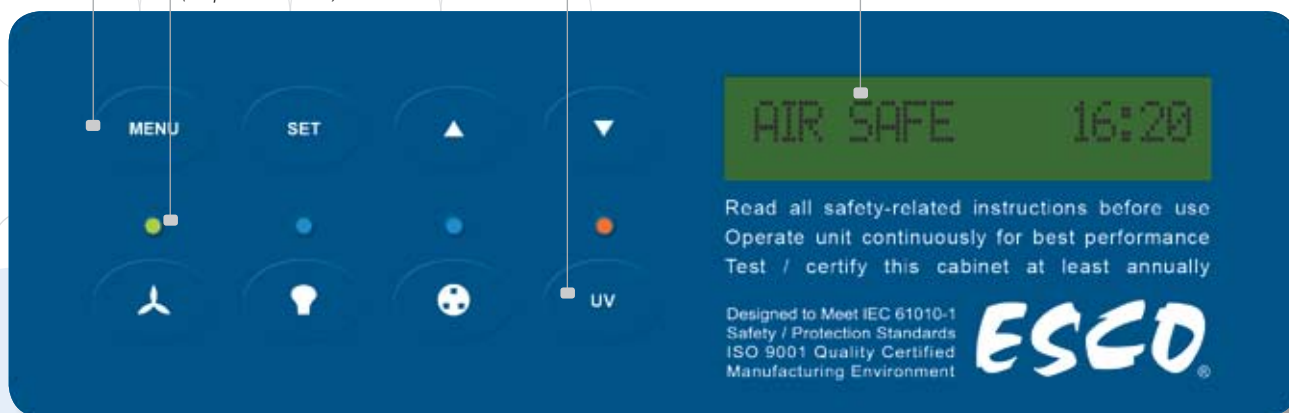 MENU SET
AIR SAFE 16:20
Read all safety-related instructions before use
Operate unit continuously for best performance
Test / certify this cabinet at least annually
UV
Designed to Meet IEC 61010-1
Safety / Protection Standards
ISO 9001 Quality Certified
Manufacturing Environment
ESCO®